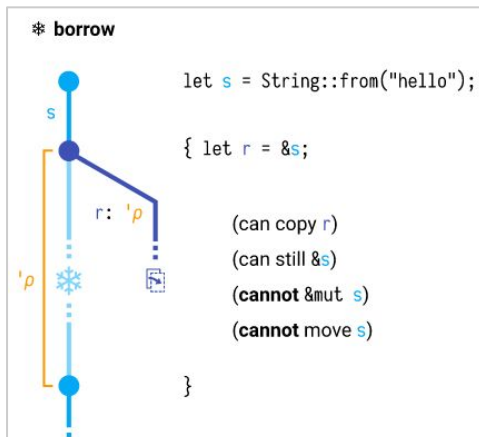 ❄ borrow
let s = String::from("hello");
s
{ let r = &s;
r: 'ρ
(can copy r)
(can still &s)
'ρ
(cannot &mut s)
(cannot move s)
}